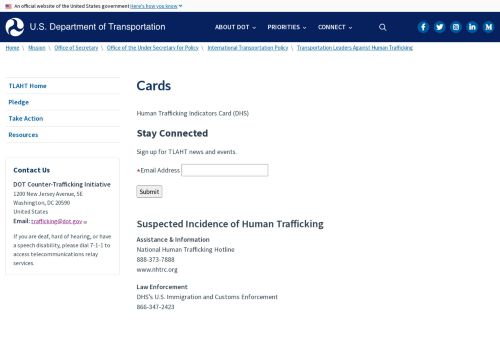 An official website of the United States government Here's how you know
U.S. Department of Transportation
ABOUT DOT PRIORITIES CONNECT
Home \ Mission \ Office of Secretary \ Office of the Under Secretary for Policy \ International Transportation Policy \ Transportation Leaders Against Human Trafficking
TLAHT Home
Pledge
Take Action
Resources
Contact Us
DOT Counter-Trafficking Initiative
1200 New Jersey Avenue, SE
Washington, DC 20590
United States
Email: trafficking@dot.gov
If you are deaf, hard of hearing, or have
a speech disability, please dial 7-1-1 to
access telecommunications relay
services.
Cards
Human Trafficking Indicators Card (DHS)
Stay Connected
Sign up for TLAHT news and events.
*Email Address
Submit
Suspected Incidence of Human Trafficking
Assistance & Information
National Human Trafficking Hotline
888-373-7888
www.nhtrc.org
Law Enforcement
DHS's U.S. Immigration and Customs Enforcement
866-347-2423